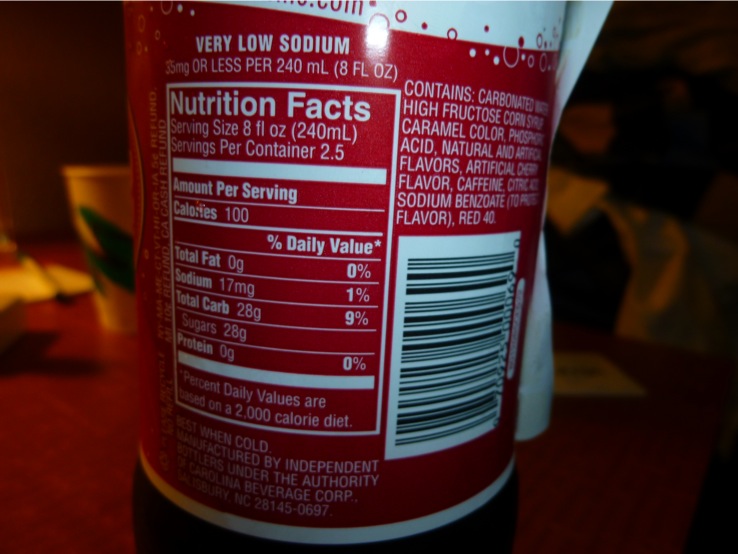 VERY LOW SODIUM
35mg OR LESS PER 240 mL (8 FL OZ)
Nutrition Facts
Serving Size 8 fl oz (240mL)
Servings Per Container 2.5
Amount Per Serving
Calories 100
% Daily Value*
Total Fat 0g 0%
Sodium 17mg 1%
Total Carb 28g 9%
Sugars 28g
Protein 0g 0%
*Percent Daily Values are
based on a 2,000 calorie diet.
BEST WHEN COLD.
MANUFACTURED BY INDEPENDENT
BOTTLERS UNDER THE AUTHORITY
OF CAROLINA BEVERAGE CORP.,
SALISBURY, NC 28145-0697.
CONTAINS: CARBONATED
HIGH FRUCTOSE CORN SYRUP
CARAMEL COLOR, PHOSPHORIC
ACID, NATURAL AND ARTIFICIAL
FLAVORS, ARTIFICIAL CHERRY
FLAVOR, CAFFEINE, CITRIC ACID
SODIUM BENZOATE (TO PROTECT
FLAVOR), RED 40.